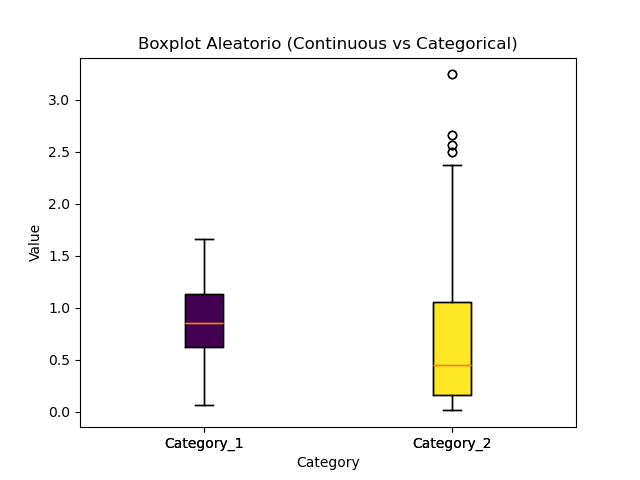 Boxplot Aleatorio (Continuous vs Categorical)
3.0
2.5
2.0
1.5
1.0
0.5
0.0
Value
Category_1
Category_2
Category